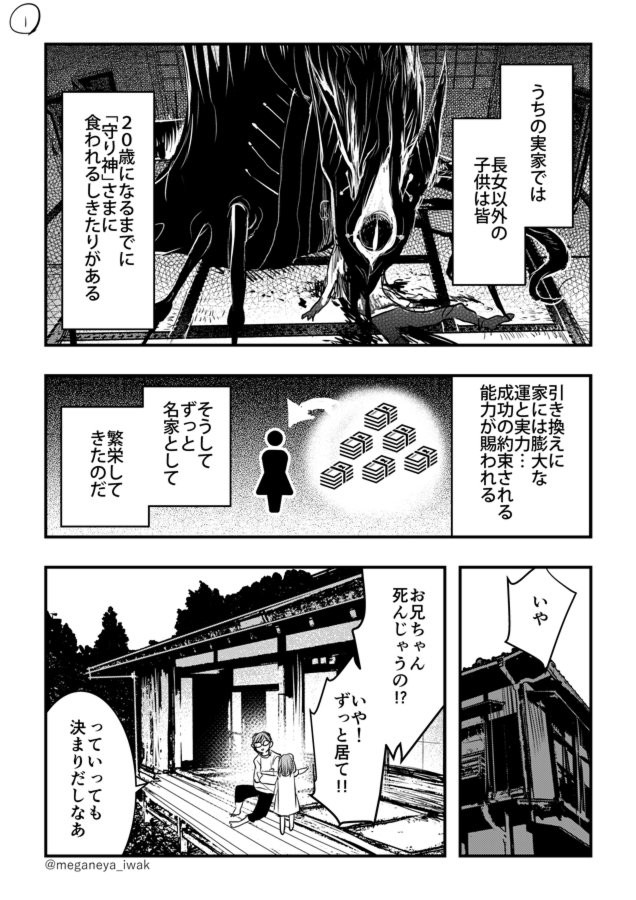 1
うちの実家では
長女以外の
子供は皆
20歳になるまでに
「守り神」さまに
食われるしきたりがある
引き換えに
家には膨大な
運と実力…
成功の約束される
能力が賜われる
そうして
ずっと
名家として
繁栄して
きたのだ
いや
お兄ちゃん
死んじゃうの!?
いや!
ずっと居て!!
っていっても
決まりだしなあ
@meganeya_iwak